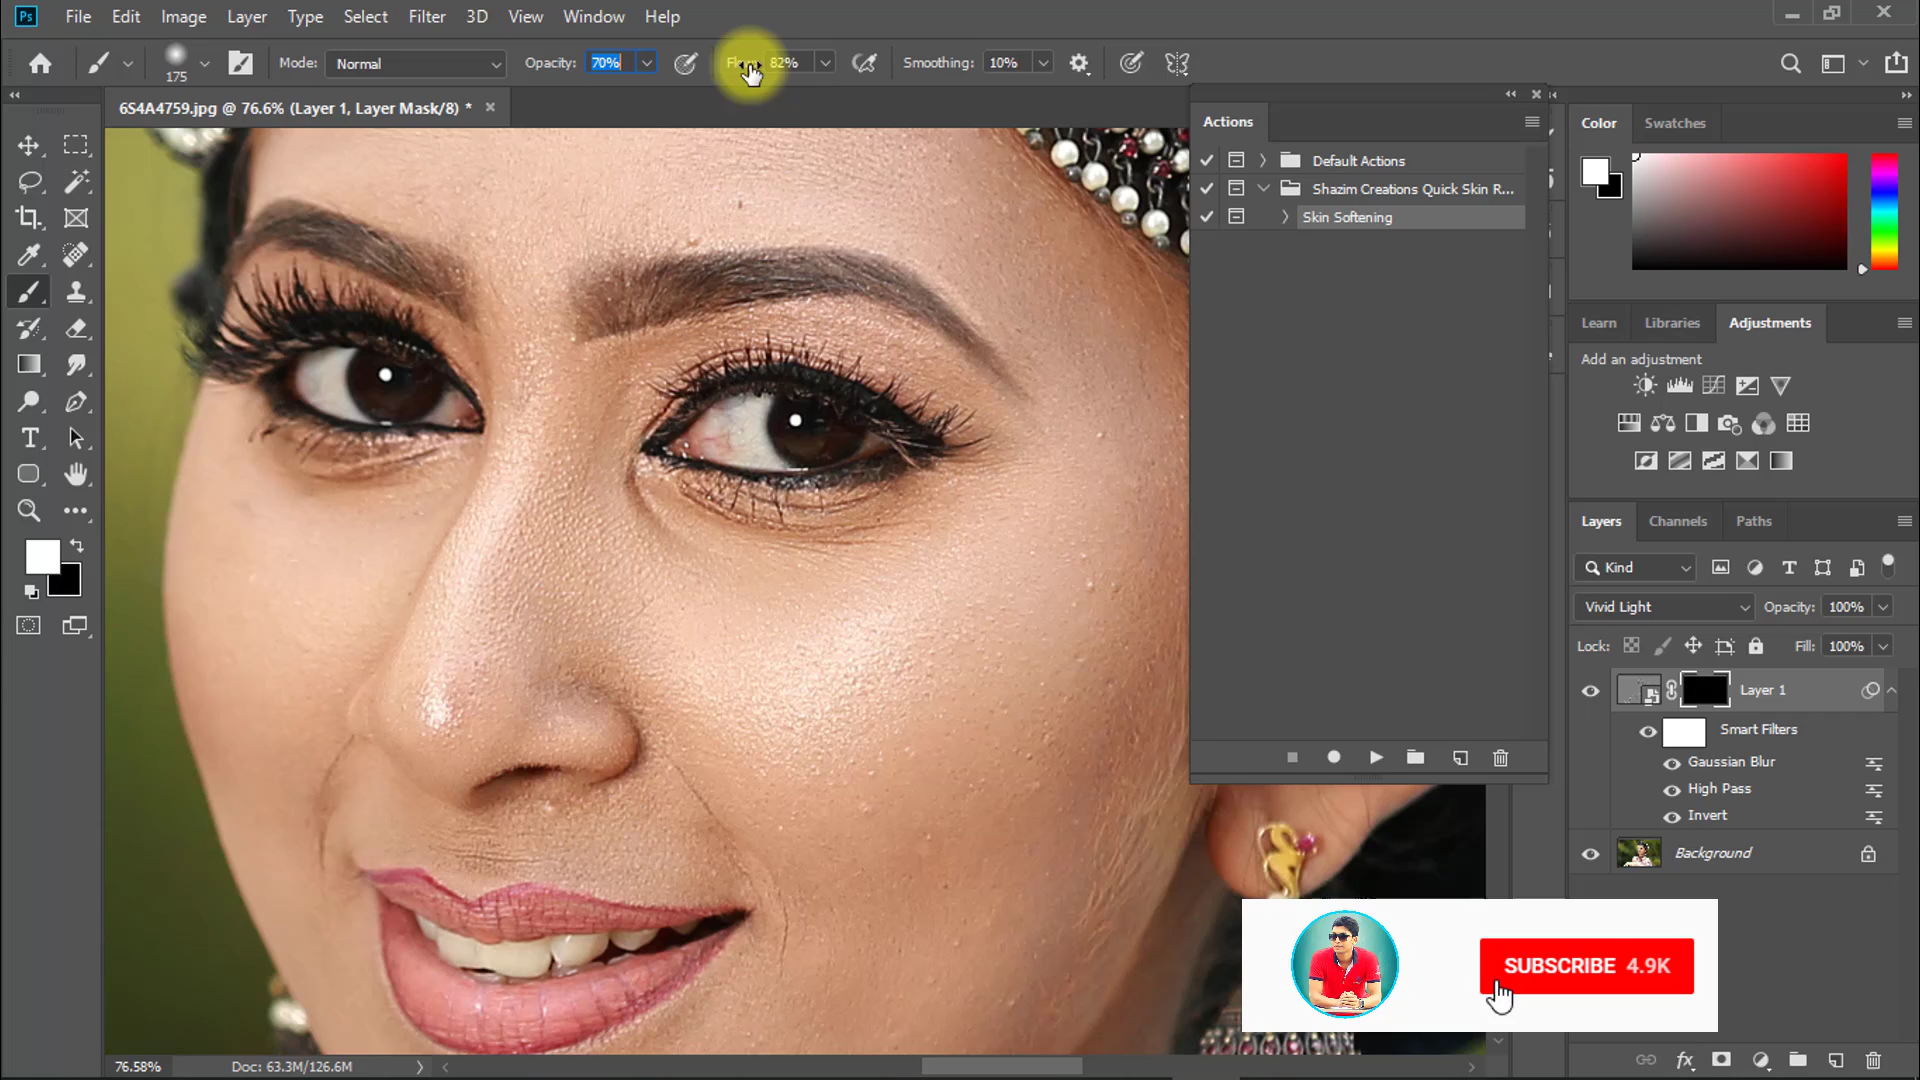 Ps File Edit Image Layer Type Select Filter 3D View Window Help
175 Mode: Normal Opacity: 70% 82% Smoothing: 10%
6S4A4759.jpg @ 76.6% (Layer 1, Layer Mask/8) *
Actions
Default Actions
Shazim Creations Quick Skin R...
Skin Softening
Color Swatches
Learn Libraries Adjustments
Add an adjustment
Layers Channels Paths
Kind
Vivid Light Opacity: 100%
Lock: Fill: 100%
Layer 1
Smart Filters
Gaussian Blur
High Pass
Invert
Background
SUBSCRIBE 4.9K
76.58% Doc: 63.3M/126.6M